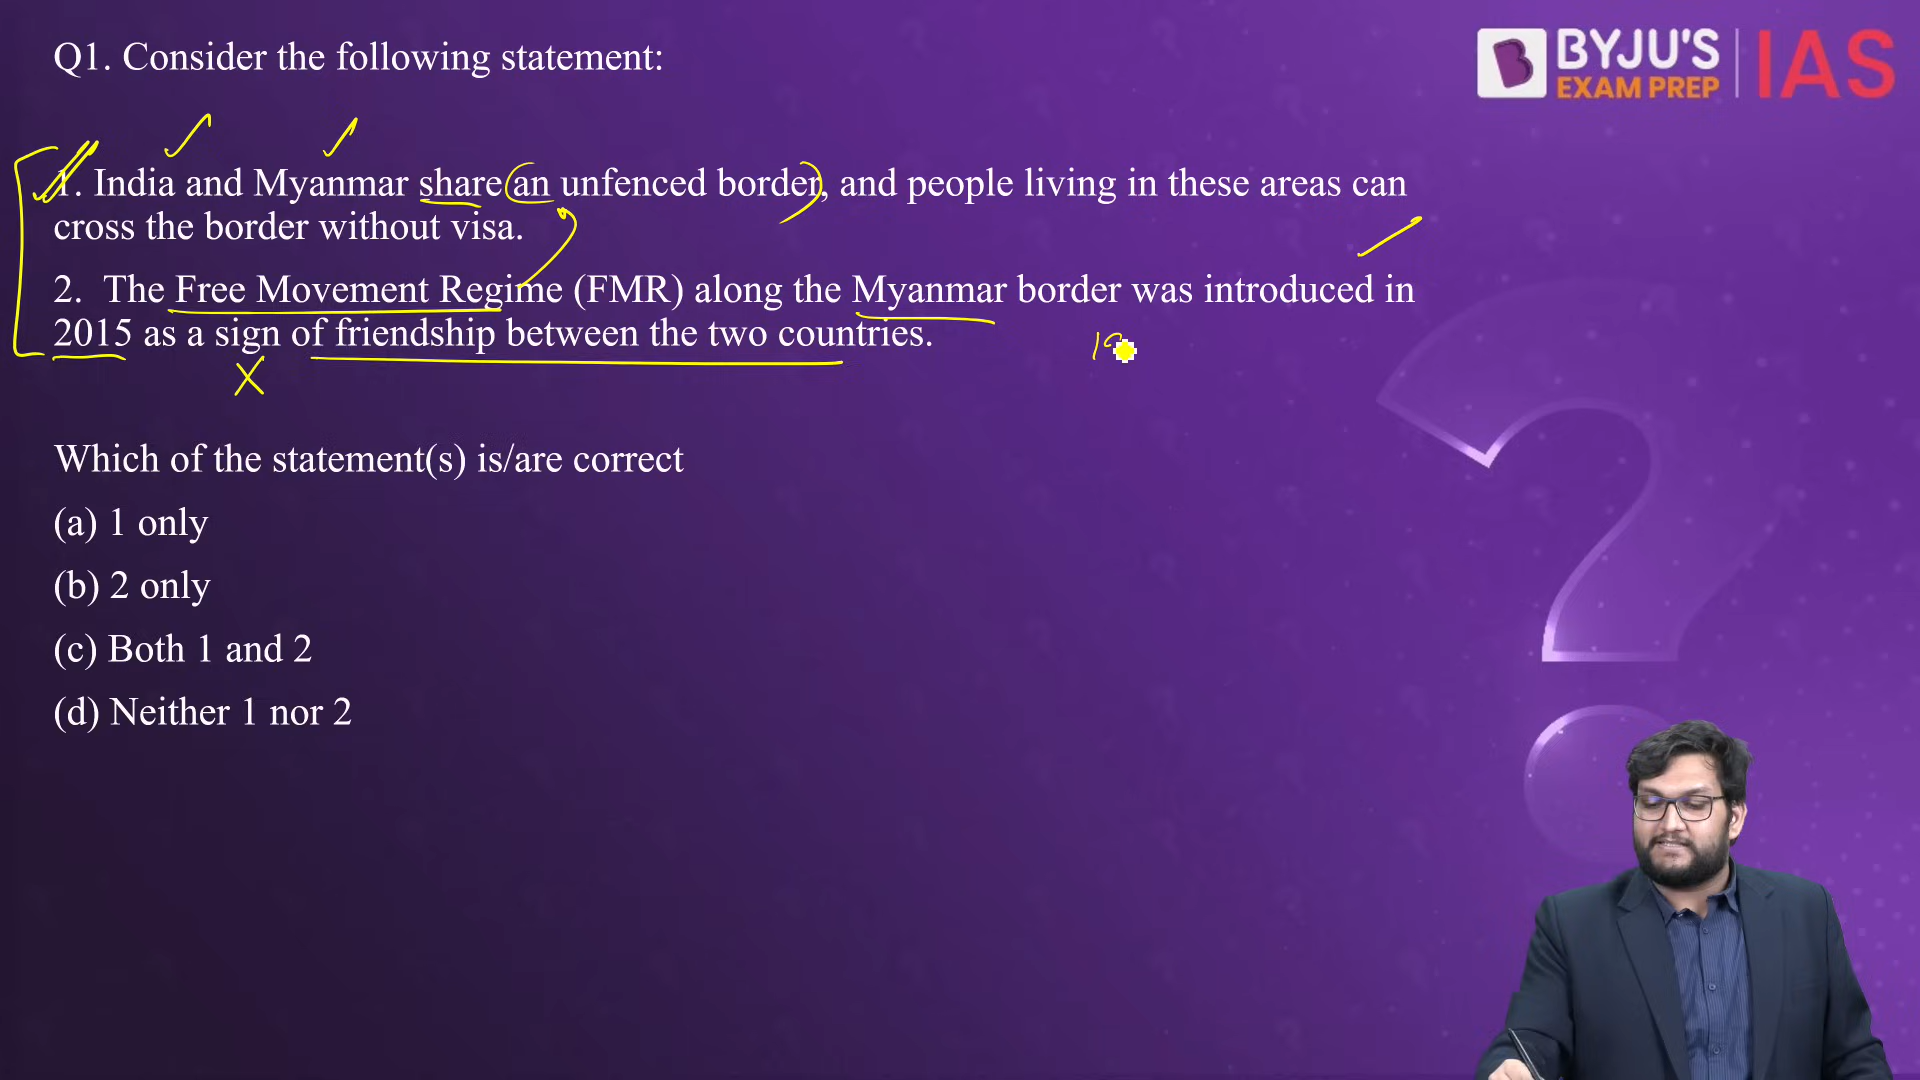 Q1. Consider the following statement:
BYJU'S
EXAM PREP
IAS
1. India and Myanmar share an unfenced border, and people living in these areas can
cross the border without visa.
2. The Free Movement Regime (FMR) along the Myanmar border was introduced in
2015 as a sign of friendship between the two countries.
Which of the statement(s) is/are correct
(a) 1 only
(b) 2 only
(c) Both 1 and 2
(d) Neither 1 nor 2